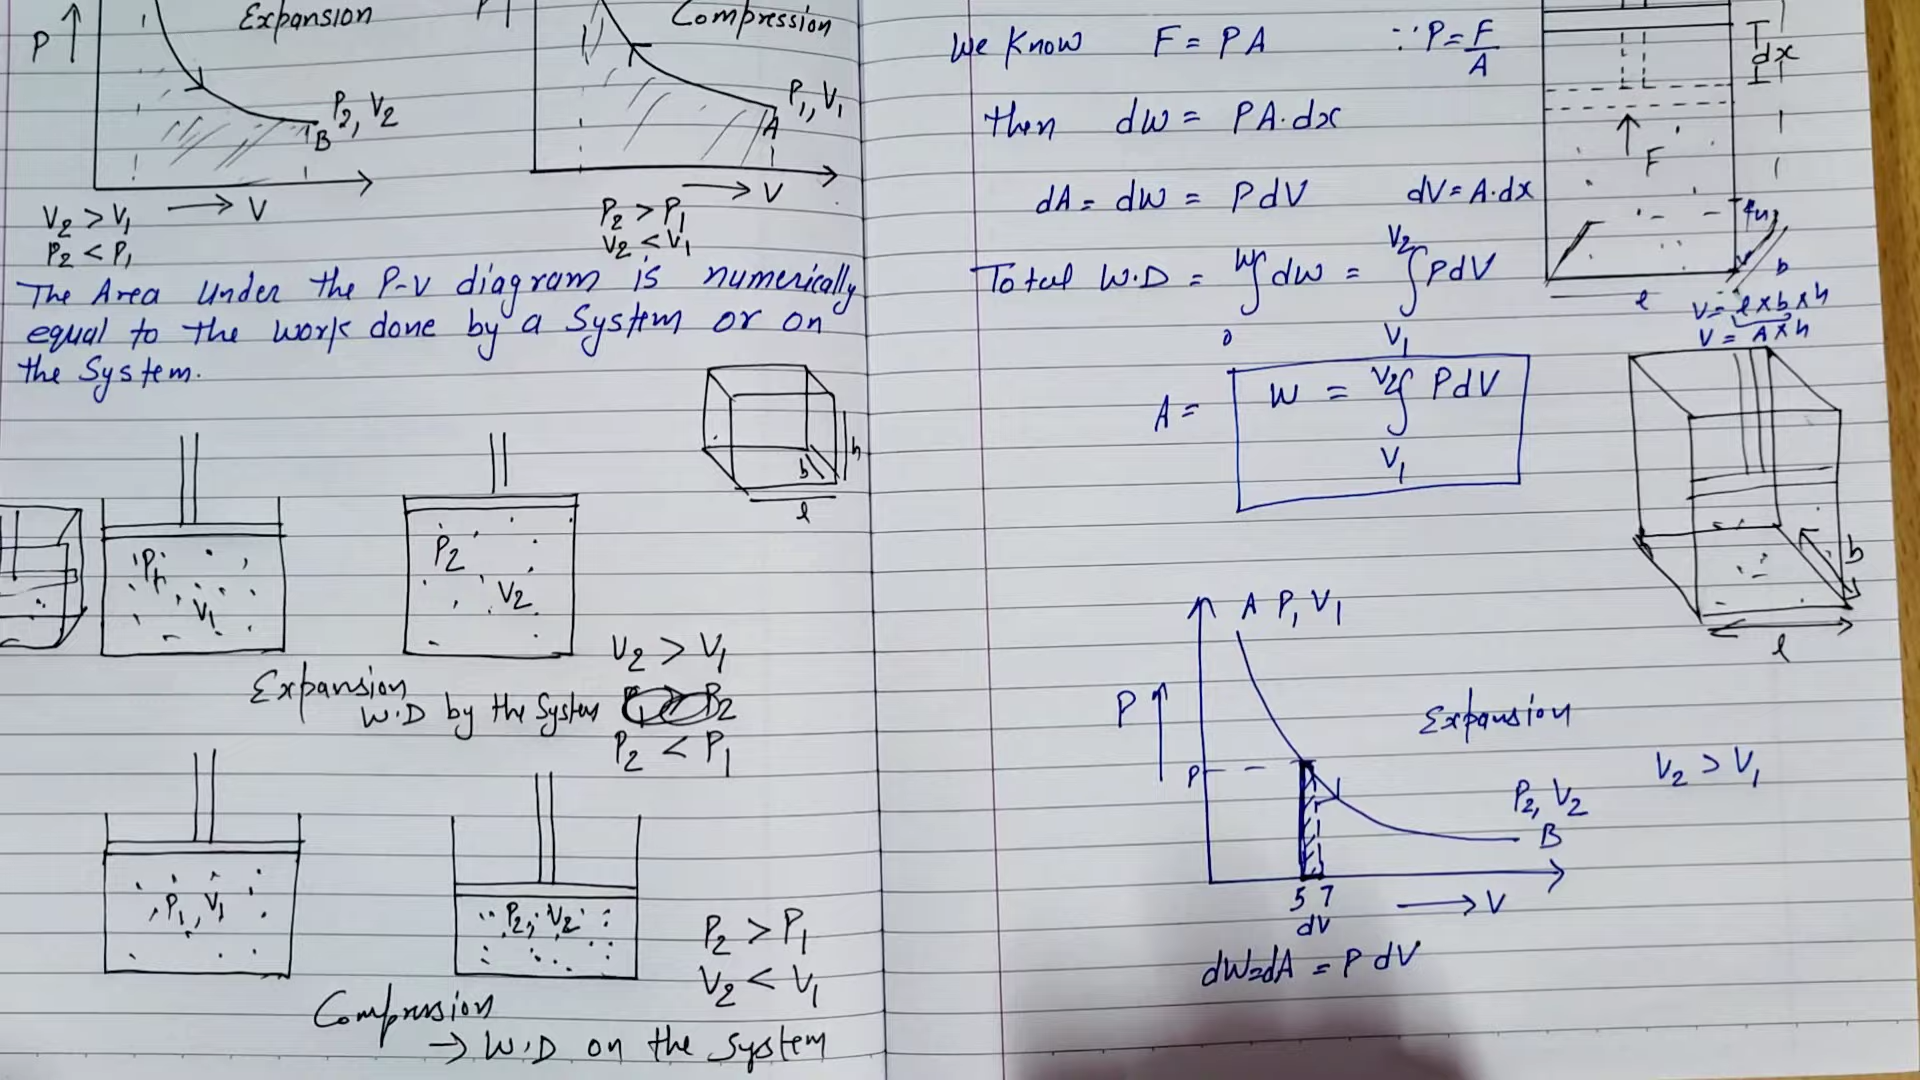 Expansion
P
P2, V2
B
V
V2 > V1
P2 < P1
Compression
P1, V1
A
V
P2 > P1
V2 < V1
The Area under the P-V diagram is numerically
equal to the work done by a System or on
the System.
h
b
l
P1
V1
P2
V2
V2 > V1
Expansion
W.D by the System
P2 < P1
P1, V1
P2, V2
P2 > P1
V2 < V1
Compression
→ W.D on the System
We Know F = PA ∵ P = F/A
then dW = PA.dx
dA = dW = PdV dV = A.dx
Total W.D = ∫₀ᵂ dW = ∫V1V2 PdV
A = W = ∫V1V2 PdV
dx
F
b
l
V = l x b x h
V = A x h
b
l
A P1 V1
P
Expansion
V2 > V1
P
P2, V2
B
5 7
V
dV
dW=dA = P dV